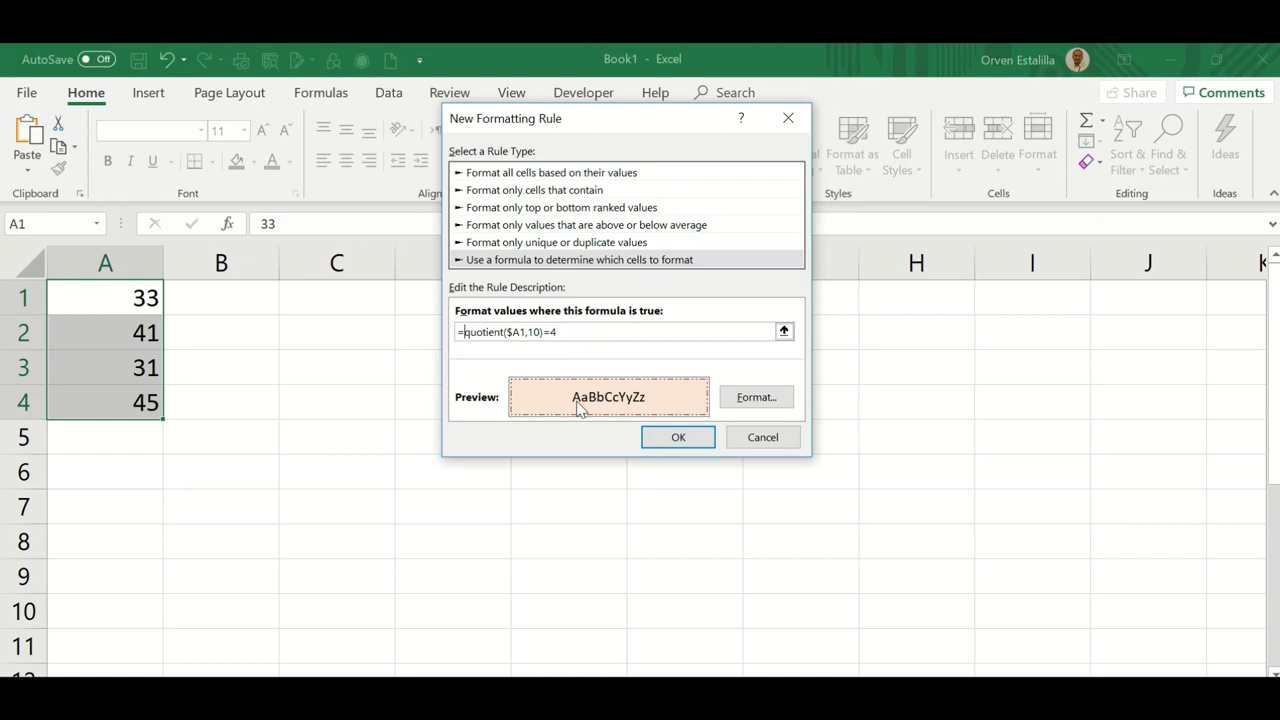 AutoSave Off Book1 - Excel Orven Estalilla
File Home Insert Page Layout Formulas Data Review View Developer Help Search Share Comments
New Formatting Rule ?
Select a Rule Type:
► Format all cells based on their values
► Format only cells that contain
► Format only top or bottom ranked values
► Format only values that are above or below average
► Format only unique or duplicate values
► Use a formula to determine which cells to format
Edit the Rule Description:
Format values where this formula is true:
=quotient($A1,10)=4
Preview: AaBbCcYyZz Format...
OK Cancel
Paste 11 A A
B I U A
Format as Table Cell Styles Insert Delete Format Sort & Filter Find & Select Ideas
Clipboard Font Align Styles Cells Editing Ideas
A1 fx 33
A B C H I J K
1 33
2 41
3 31
4 45
5
6
7
8
9
10
11